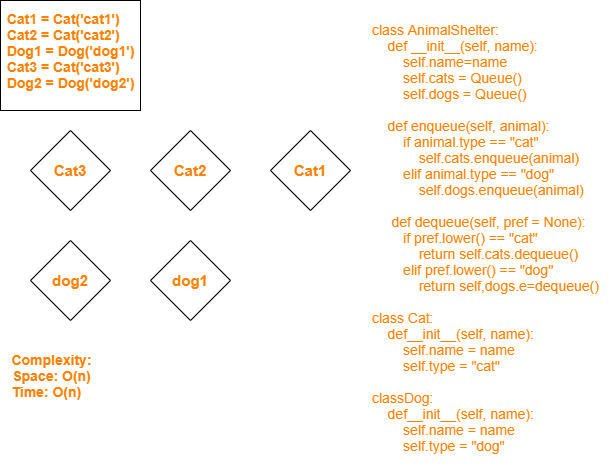 Cat1 = Cat('cat1')
Cat2 = Cat('cat2')
Dog1 = Dog('dog1')
Cat3 = Cat('cat3')
Dog2 = Dog('dog2')
Cat3
Cat2
Cat1
dog2
dog1
Complexity:
Space: O(n)
Time: O(n)
class AnimalShelter:
def __init__(self, name):
self.name=name
self.cats = Queue()
self.dogs = Queue()
def enqueue(self, animal):
if animal.type == "cat"
self.cats.enqueue(animal)
elif animal.type == "dog"
self.dogs.enqueue(animal)
def dequeue(self, pref = None):
if pref.lower() == "cat"
return self.cats.dequeue()
elif pref.lower() == "dog"
return self,dogs.e=dequeue()
class Cat:
def__init__(self, name):
self.name = name
self.type = "cat"
classDog:
def__init__(self, name):
self.name = name
self.type = "dog"